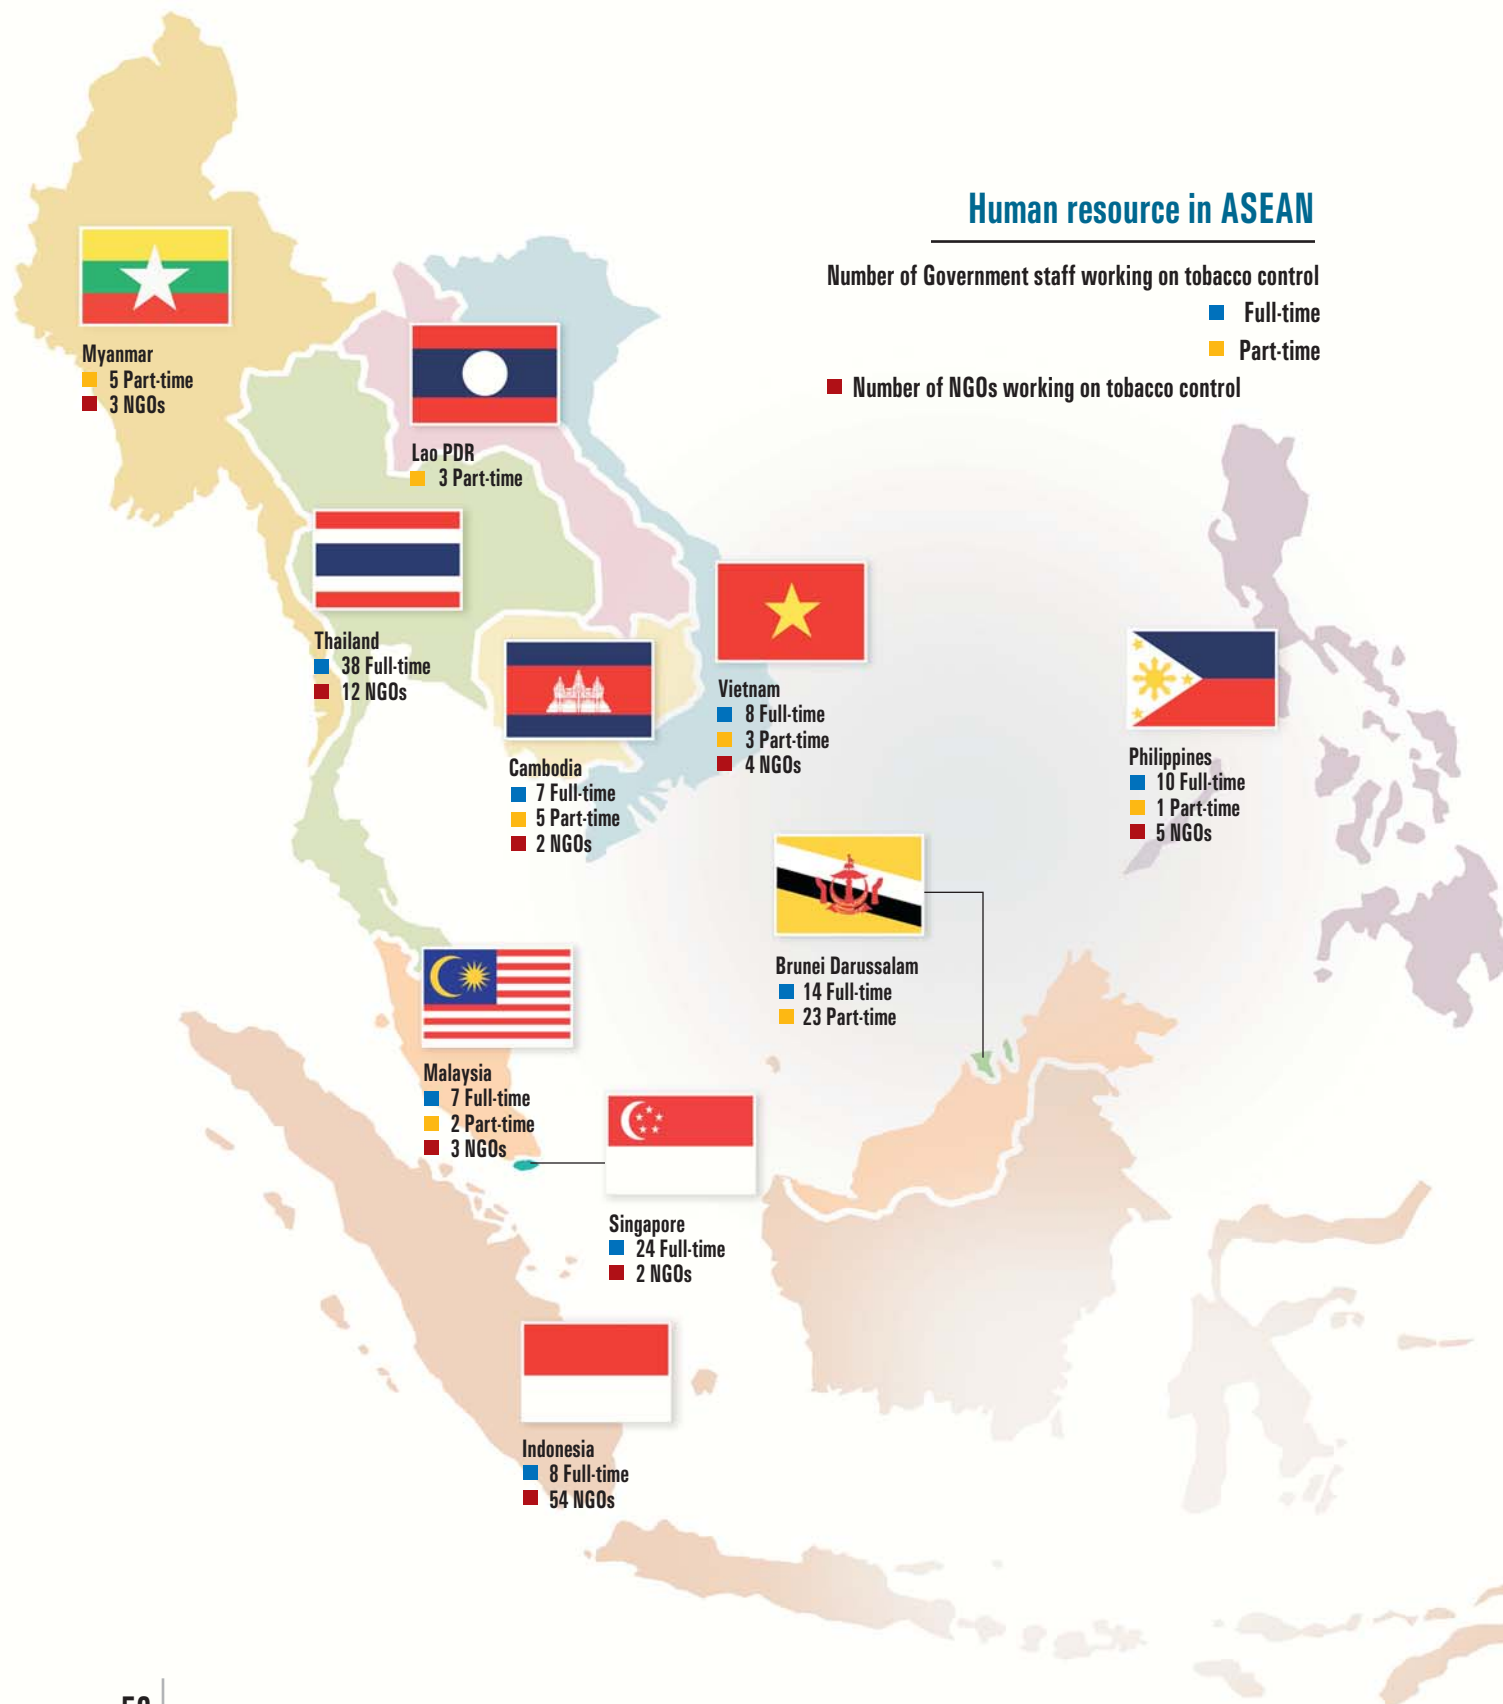 Human resource in ASEAN
Number of Government staff working on tobacco control
Full-time
Part-time
Number of NGOs working on tobacco control
Myanmar
5 Part-time
3 NGOs
Lao PDR
3 Part-time
Thailand
38 Full-time
12 NGOs
Cambodia
7 Full-time
5 Part-time
2 NGOs
Vietnam
8 Full-time
3 Part-time
4 NGOs
Philippines
10 Full-time
1 Part-time
5 NGOs
Brunei Darussalam
14 Full-time
23 Part-time
Malaysia
7 Full-time
2 Part-time
3 NGOs
Singapore
24 Full-time
2 NGOs
Indonesia
8 Full-time
54 NGOs